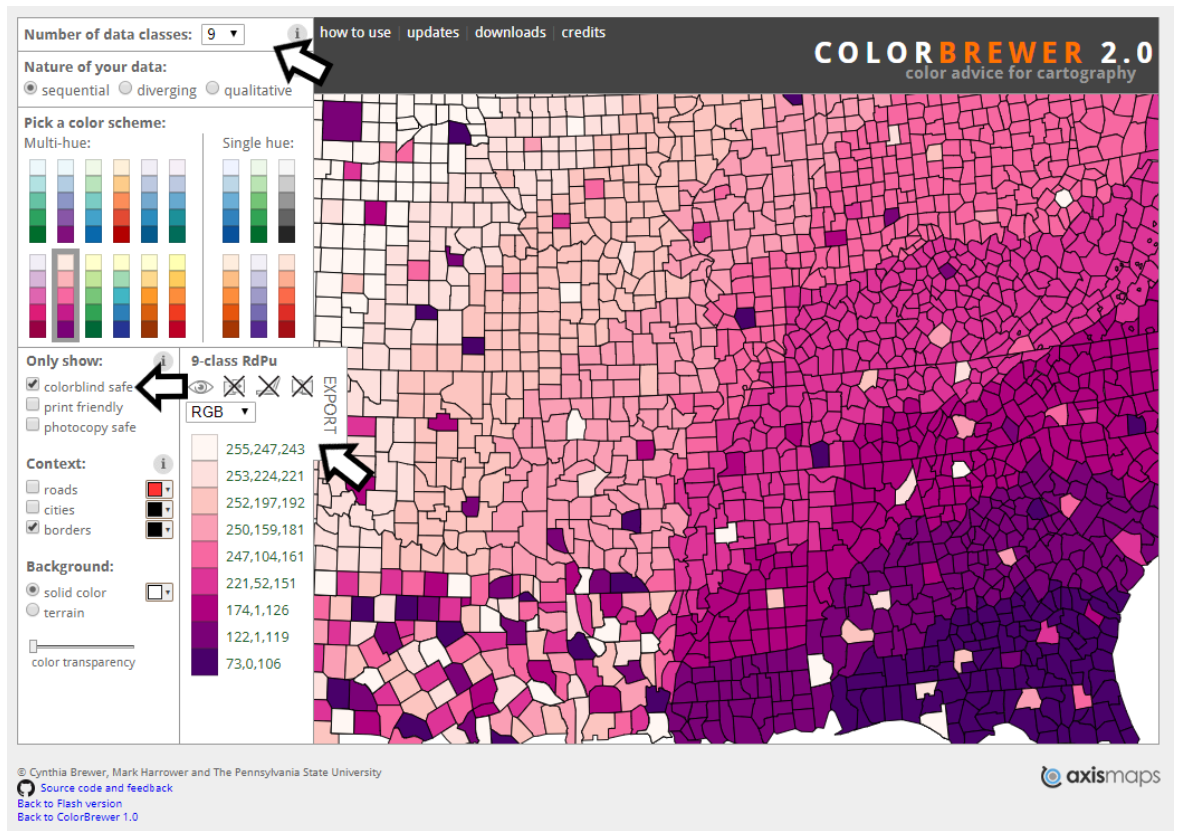 Number of data classes: 9 i
how to use | updates | downloads | credits
COLORBREWER 2.0
color advice for cartography
Nature of your data:
sequential diverging qualitative
Pick a color scheme:
Multi-hue: Single hue:
Only show: i
colorblind safe
print friendly
photocopy safe
Context: i
roads
cities
borders
Background:
solid color
terrain
color transparency
9-class RdPu
EXPORT
RGB
255,247,243
253,224,221
252,197,192
250,159,181
247,104,161
221,52,151
174,1,126
122,1,119
73,0,106
© Cynthia Brewer, Mark Harrower and The Pennsylvania State University
Source code and feedback
Back to Flash version
Back to ColorBrewer 1.0
axismaps